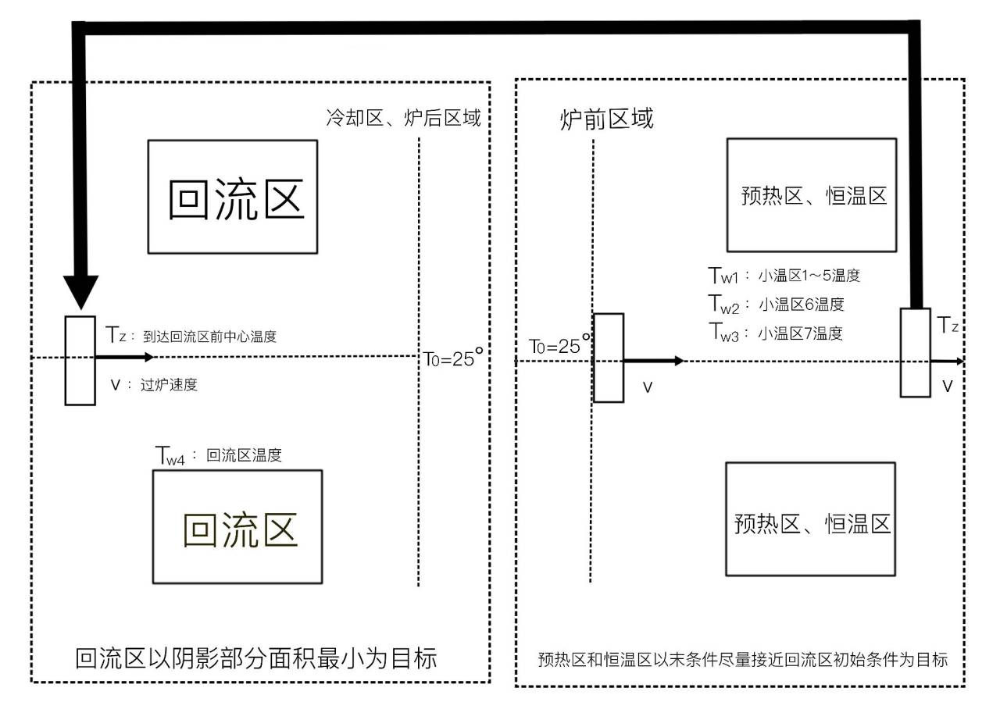 冷却区、炉后区域
回流区
Tz：到达回流区前中心温度
T0=25°
v：过炉速度
Tw4：回流区温度
回流区
回流区以阴影部分面积最小为目标
炉前区域
预热区、恒温区
Tw1：小温区1～5温度
Tw2：小温区6温度
Tw3：小温区7温度
Tz
T0=25°
v
v
预热区、恒温区
预热区和恒温区以末条件尽量接近回流区初始条件为目标